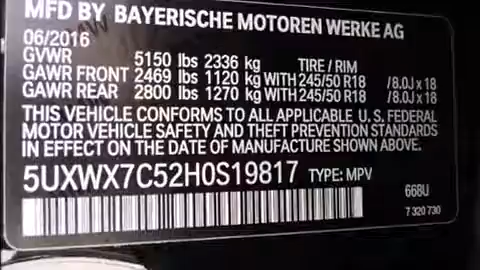 MFD BY BAYERISCHE MOTOREN WERKE AG
06/2016
GVWR 5150 lbs 2336 kg TIRE / RIM
GAWR FRONT 2469 lbs 1120 kg WITH 245/50 R18 / 8.0J x 18
GAWR REAR 2800 lbs 1270 kg WITH 245/50 R18 / 8.0J x 18
THIS VEHICLE CONFORMS TO ALL APPLICABLE U. S. FEDERAL
MOTOR VEHICLE SAFETY AND THEFT PREVENTION STANDARDS
IN EFFECT ON THE DATE OF MANUFACTURE SHOWN ABOVE.
5UXWX7C52H0S19817 TYPE: MPV
668U
7 320 730